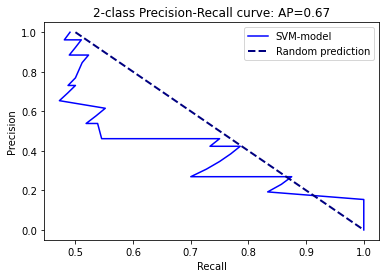 2-class Precision-Recall curve: AP=0.67
SVM-model
Random prediction
1.0
0.8
0.6
0.4
0.2
0.0
Precision
0.5
0.6
0.7
0.8
0.9
1.0
Recall